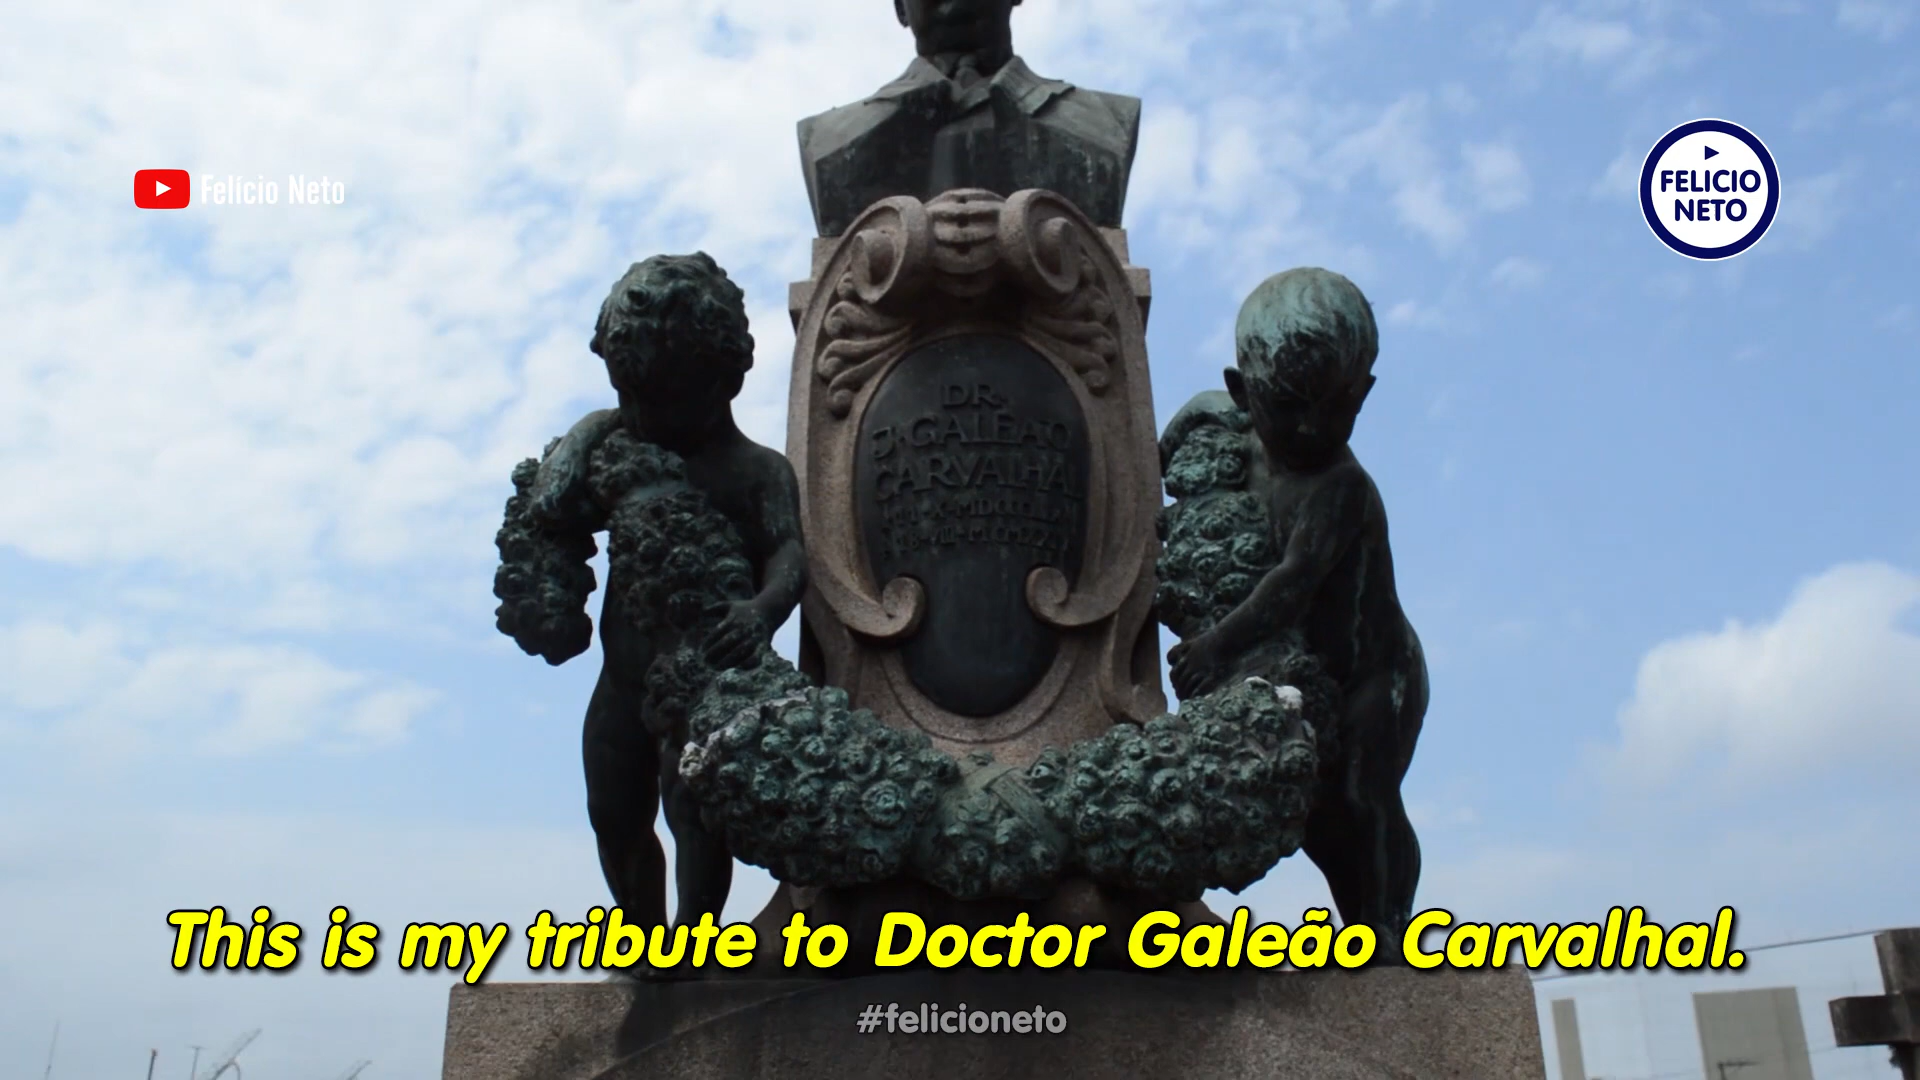 Felício Neto
FELICIO
NETO
DR.
J. GALEÃO
CARVALHAL
This is my tribute to Doctor Galeão Carvalhal.
#felicioneto